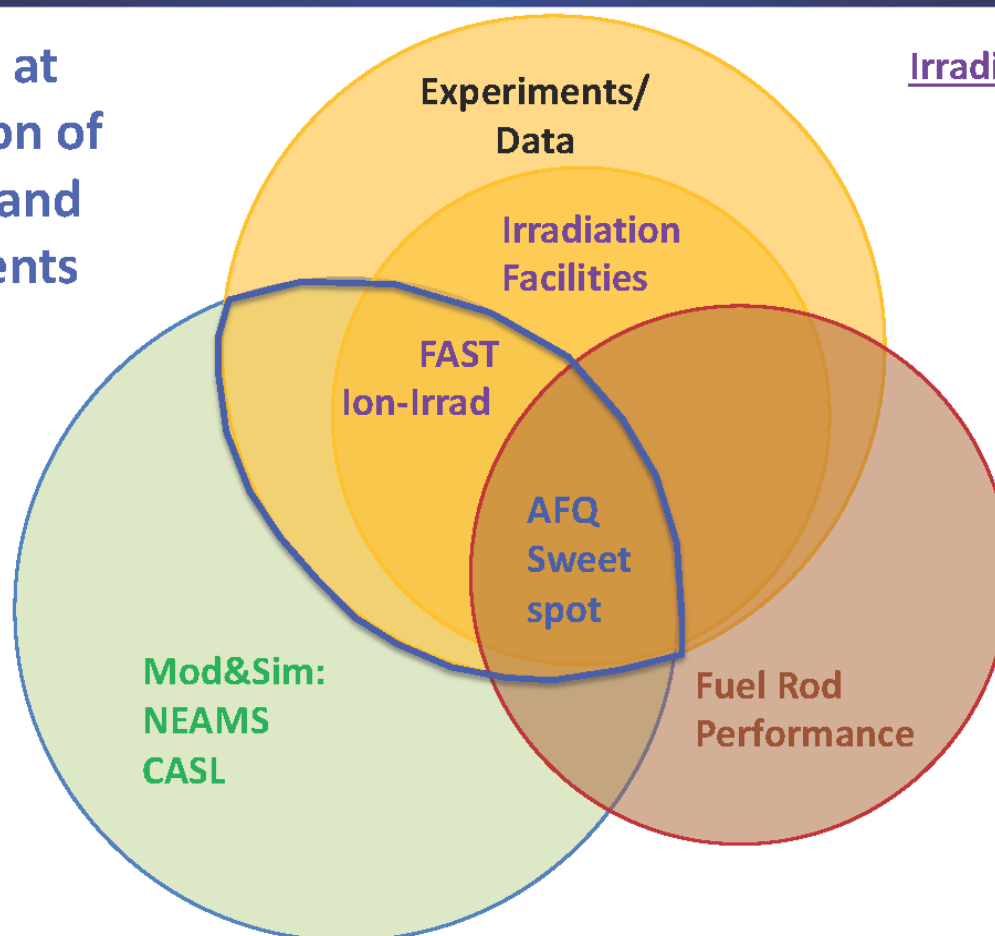 at
on of
and
ents
Irradi
Experiments/
Data
Irradiation
Facilities
FAST
Ion-Irrad
AFQ
Sweet
spot
Mod&Sim:
NEAMS
CASL
Fuel Rod
Performance